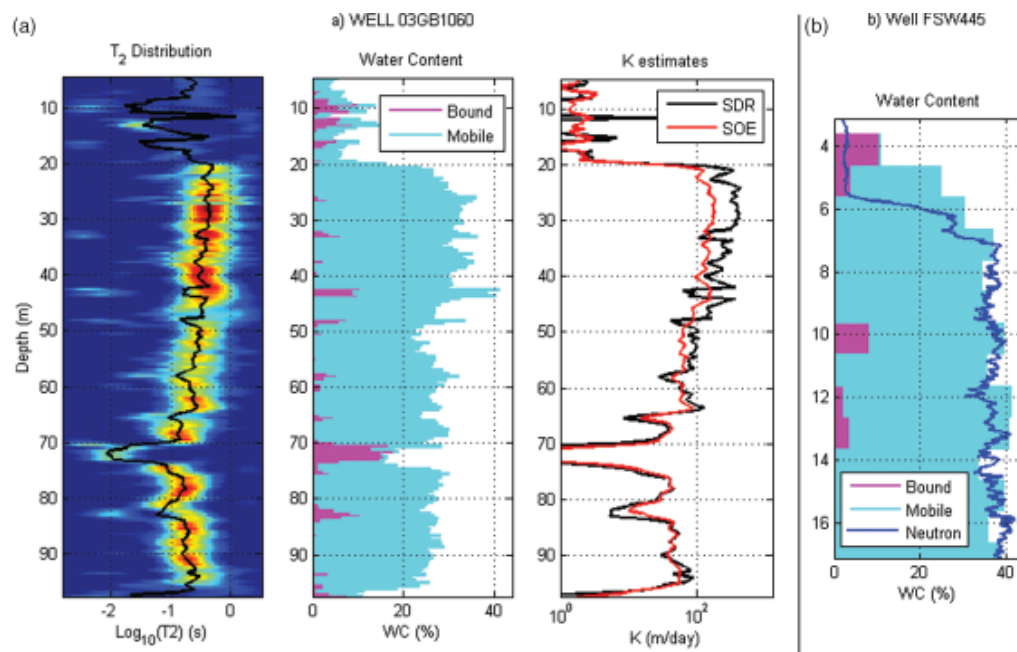 (a)
a) WELL 03GB1060
(b)
b) Well FSW445
T2 Distribution
Water Content
K estimates
Water Content
Bound
Mobile
SDR
SOE
Depth (m)
10
20
30
40
50
60
70
80
90
-2
-1
0
Log10(T2) (s)
0
20
40
WC (%)
10^0
10^2
K (m/day)
4
6
8
10
12
14
16
Bound
Mobile
Neutron
0
10
20
30
40
WC (%)